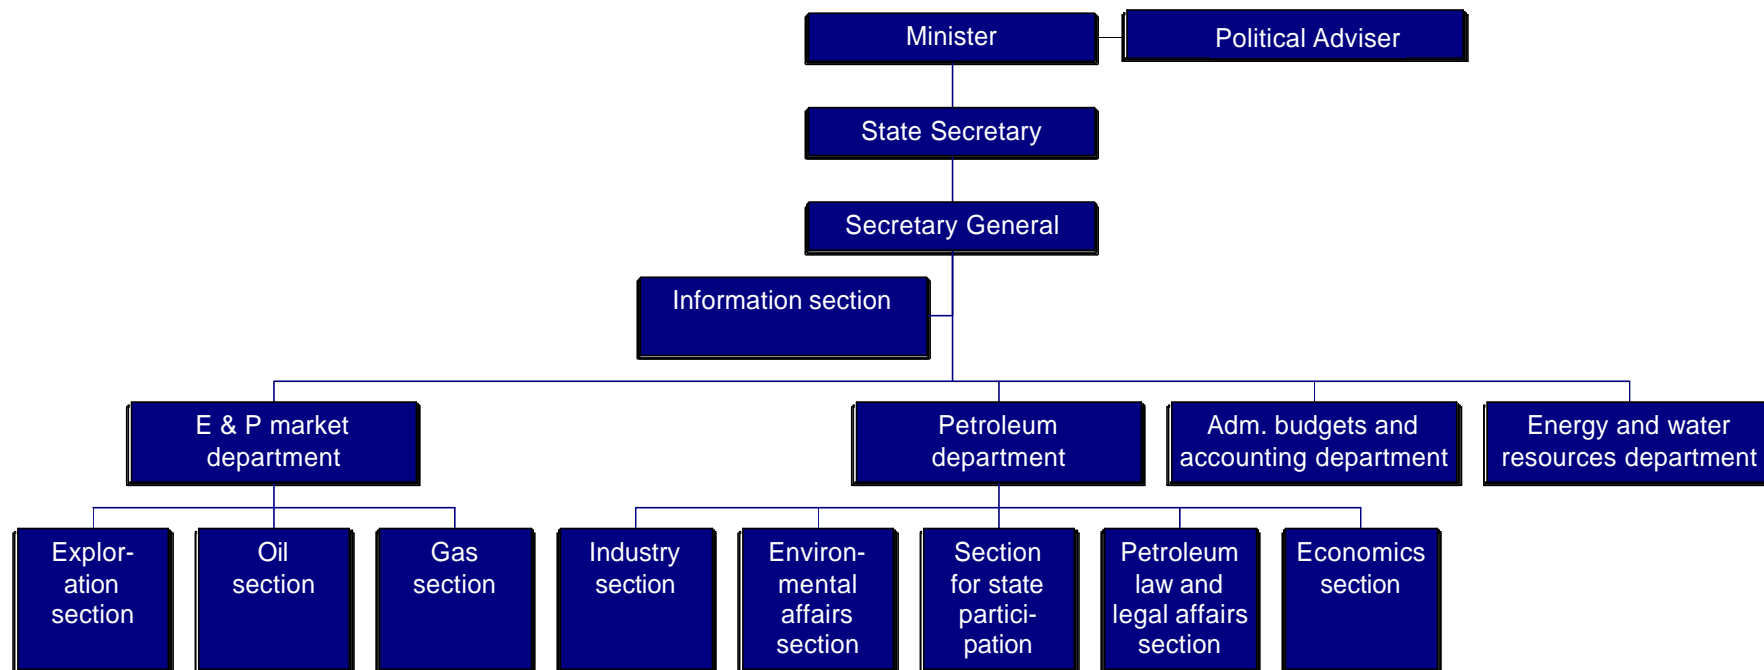 Minister
Political Adviser
State Secretary
Secretary General
Information section
E & P market
department
Petroleum
department
Adm. budgets and
accounting department
Energy and water
resources department
Explor-
ation
section
Oil
section
Gas
section
Industry
section
Environ-
mental
affairs
section
Section
for state
partici-
pation
Petroleum
law and
legal affairs
section
Economics
section